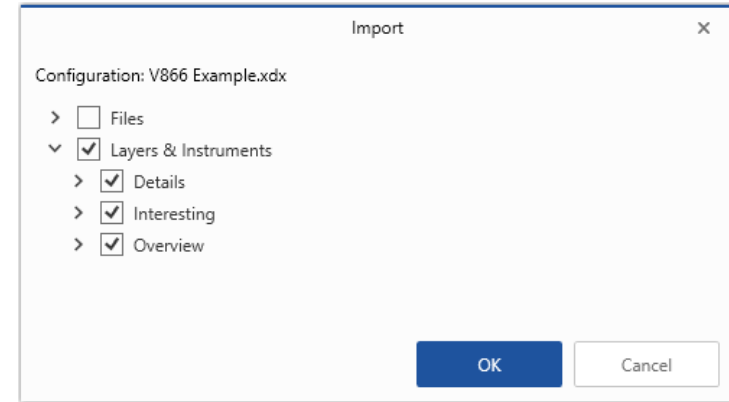 Import
Configuration: V866 Example.xdx
Files
Layers & Instruments
Details
Interesting
Overview
OK
Cancel